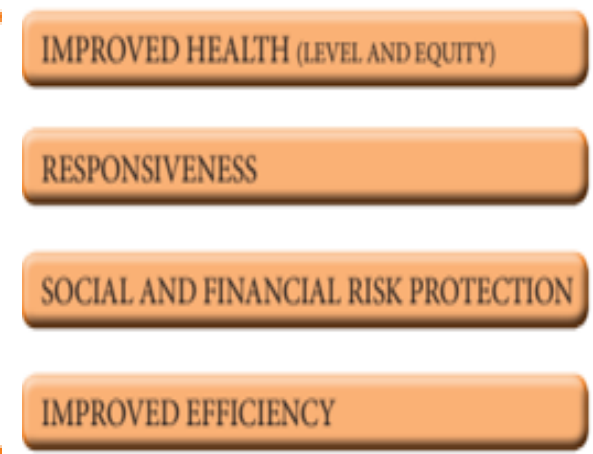 IMPROVED HEALTH (LEVEL AND EQUITY)
RESPONSIVENESS
SOCIAL AND FINANCIAL RISK PROTECTION
IMPROVED EFFICIENCY